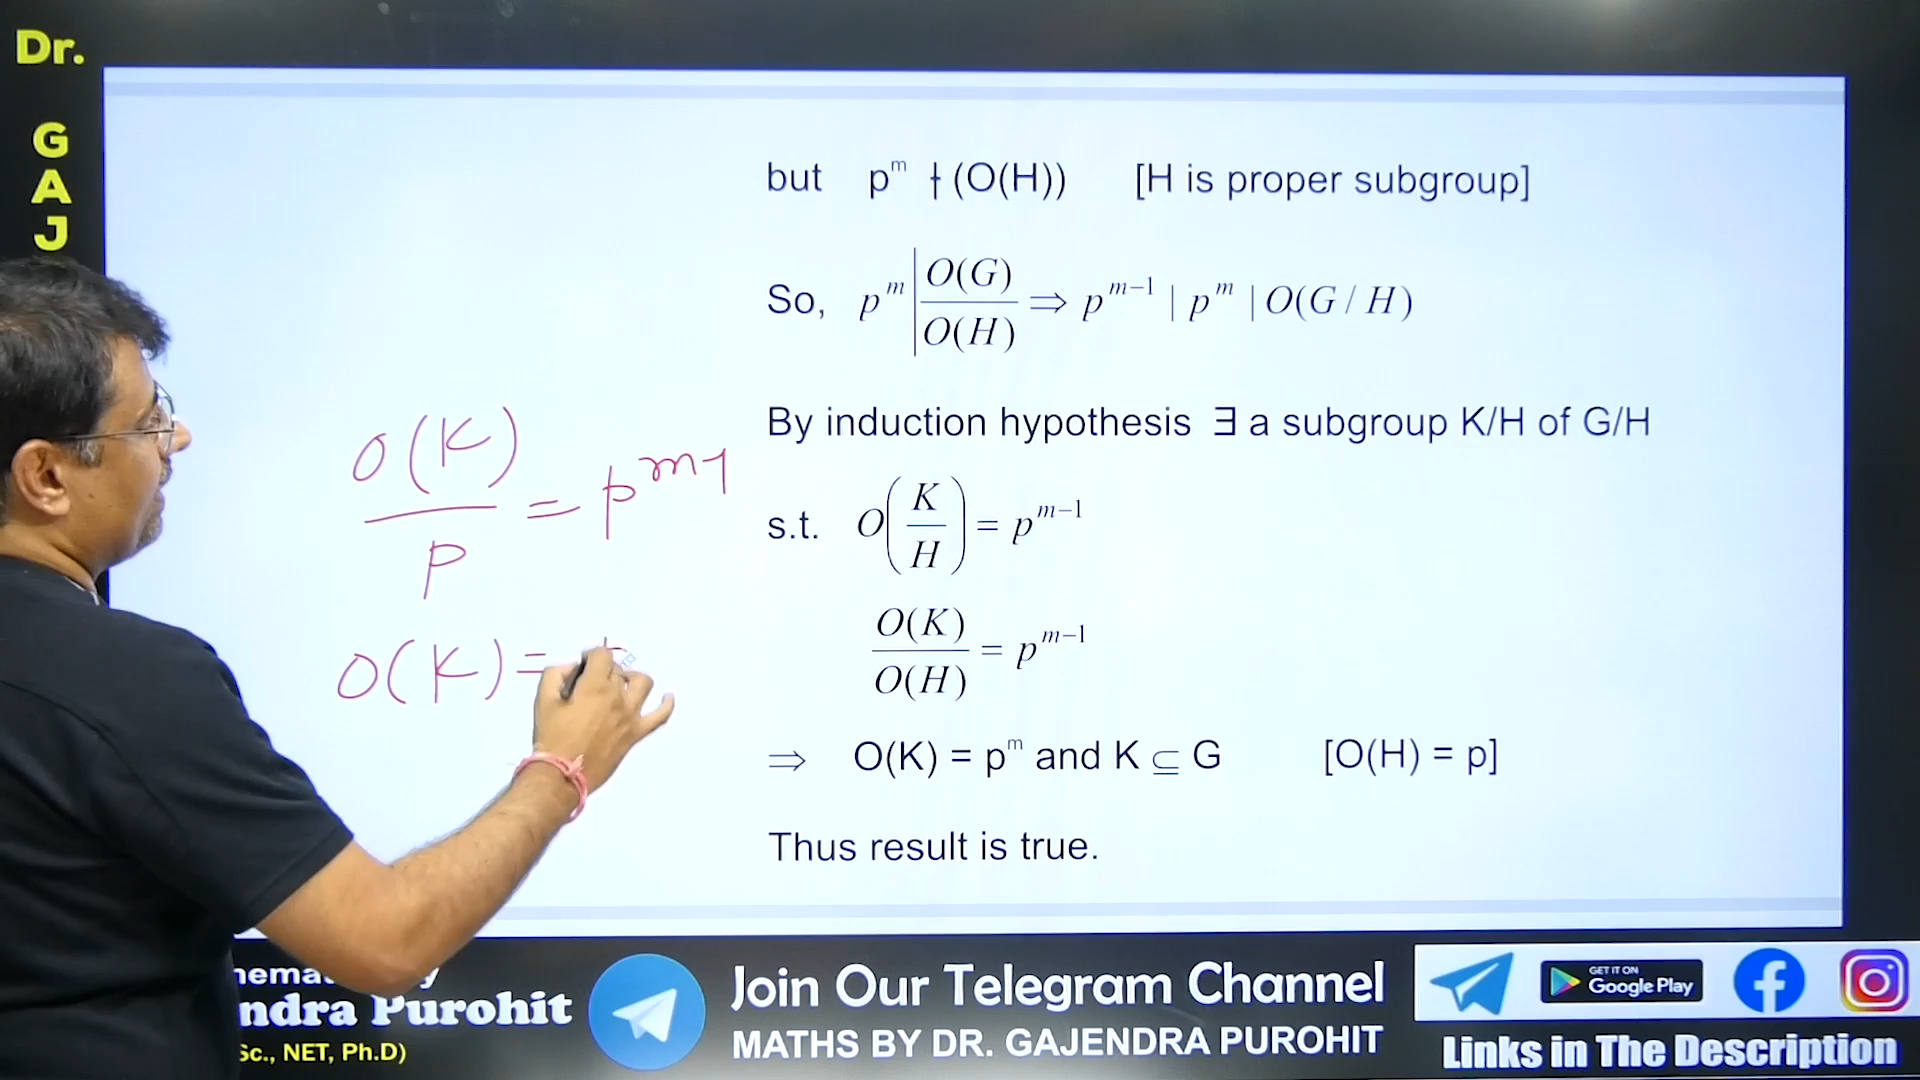 Dr.
G
A
J
but p^m ∤ (O(H)) [H is proper subgroup]
So, p^m | O(G)/O(H) ⇒ p^{m-1} | p^m | O(G/H)
By induction hypothesis ∃ a subgroup K/H of G/H
s.t. O(K/H) = p^{m-1}
O(K)/O(H) = p^{m-1}
⇒ O(K) = p^m and K ⊆ G [O(H) = p]
Thus result is true.
O(K)/p = p^{m-1}
O(K) =
ndra Purohit
Sc., NET, Ph.D)
Join Our Telegram Channel
MATHS BY DR. GAJENDRA PUROHIT
GET IT ON
Google Play
Links in The Description